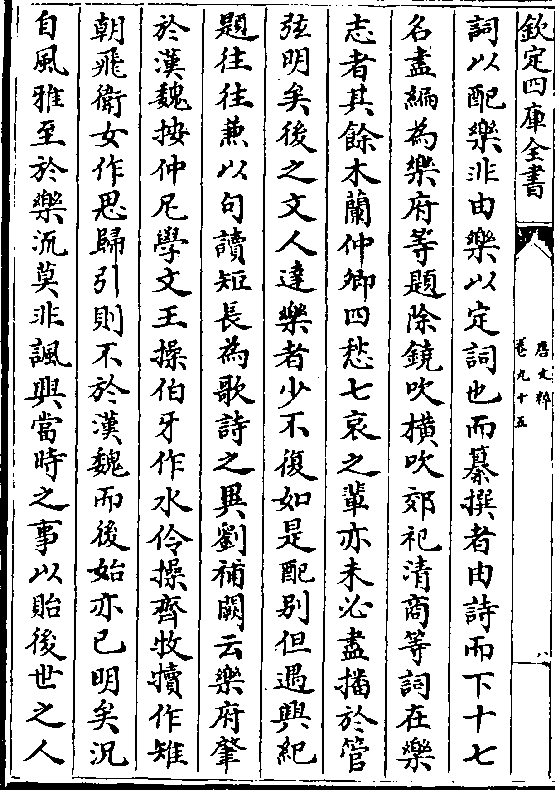 欽定四庫全書
唐文粹
卷九十五
八
詞以配樂非由樂以定詞也而纂撰者由詩而下十七
名盡編為樂府等題除鐃吹橫吹郊祀清商等詞在樂
志者其餘木蘭仲卿四愁七哀之輩亦未必盡播於管
弦明矣後之文人達樂者少不復如是配別但遇興紀
題往往兼以句讀短長為歌詩之異劉補闕云樂府肇
於漢魏按仲尼學文王操伯牙作水仙操齊牧犢作雉
朝飛衛女作思歸引則不於漢魏而後始亦已明矣況
自風雅至於樂流莫非諷興當時之事以貽後世之人